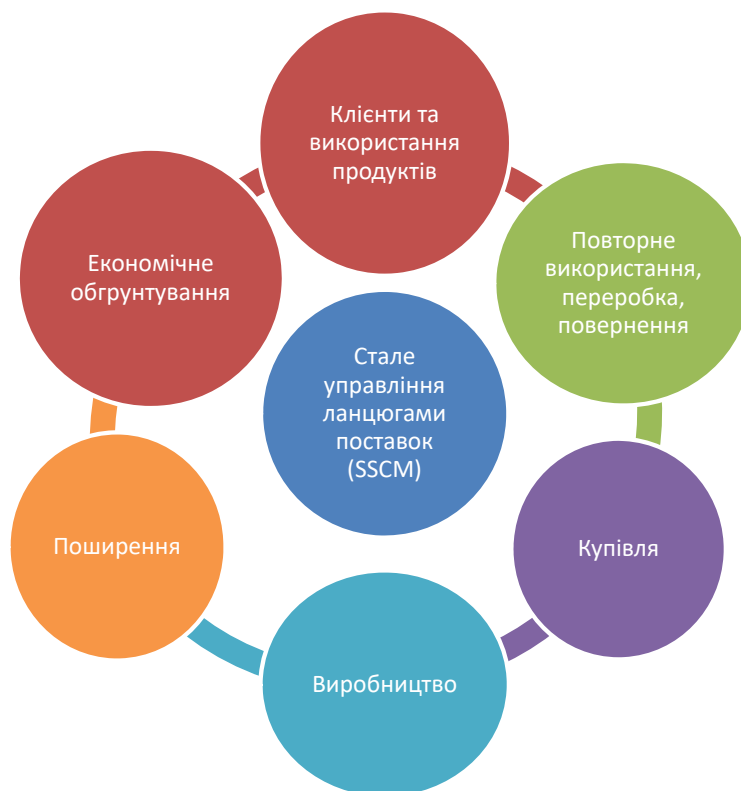 Клієнти та
використання
продуктів
Економічне
обгрунтування
Повторне
використання,
переробка,
повернення
Стале
управління
ланцюгами
поставок
(SSCM)
Поширення
Купівля
Виробництво